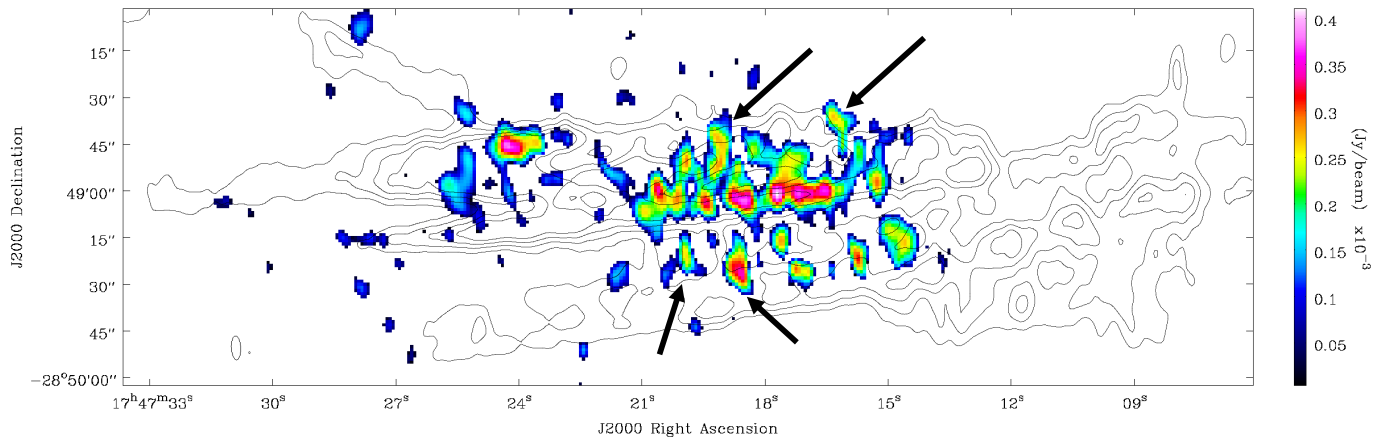 J2000 Declination
15″
30″
45″
49′00″
15″
30″
45″
−28°50′00″
17ʰ47ᵐ33ˢ
30ˢ
27ˢ
24ˢ
21ˢ
18ˢ
15ˢ
12ˢ
09ˢ
J2000 Right Ascension
0.4
0.35
0.3
0.25
0.2
0.15
0.1
0.05
(Jy/beam) x10⁻³